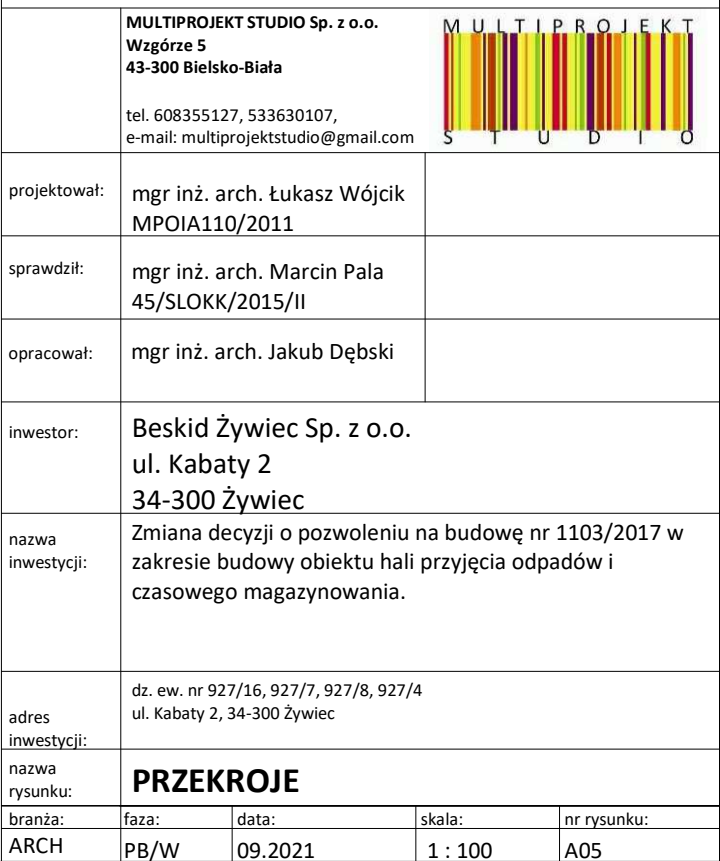 MULTIPROJEKT STUDIO Sp. z o.o.
Wzgórze 5
43-300 Bielsko-Biała
tel. 608355127, 533630107,
e-mail: multiprojektstudio@gmail.com
MULTIPROJEKT
STUDIO
projektował:
mgr inż. arch. Łukasz Wójcik
MPOIA110/2011
sprawdził:
mgr inż. arch. Marcin Pala
45/SLOKK/2015/II
opracował:
mgr inż. arch. Jakub Dębski
inwestor:
Beskid Żywiec Sp. z o.o.
ul. Kabaty 2
34-300 Żywiec
nazwa
inwestycji:
Zmiana decyzji o pozwoleniu na budowę nr 1103/2017 w
zakresie budowy obiektu hali przyjęcia odpadów i
czasowego magazynowania.
adres
inwestycji:
dz. ew. nr 927/16, 927/7, 927/8, 927/4
ul. Kabaty 2, 34-300 Żywiec
nazwa
rysunku:
PRZEKROJE
branża: faza: data: skala: nr rysunku:
ARCH PB/W 09.2021 1 : 100 A05